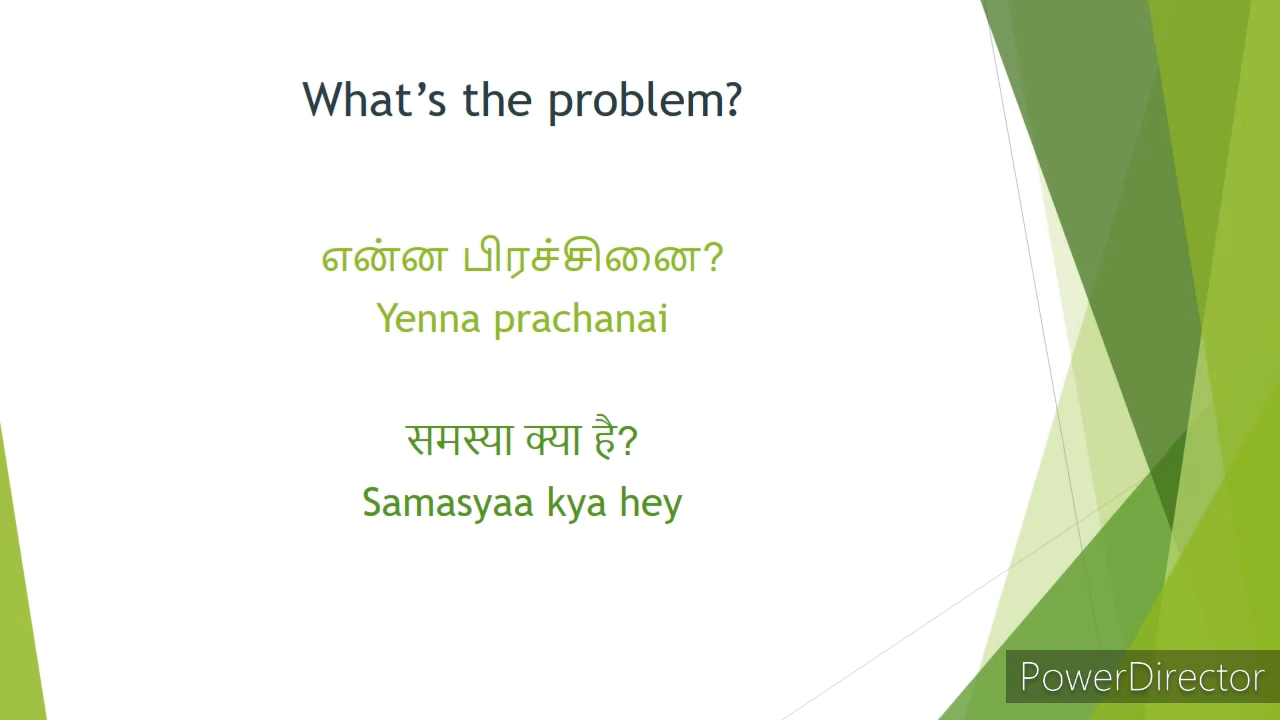 What’s the problem?
என்ன பிரச்சினை?
Yenna prachanai
समस्या क्या है?
Samasyaa kya hey
PowerDirector